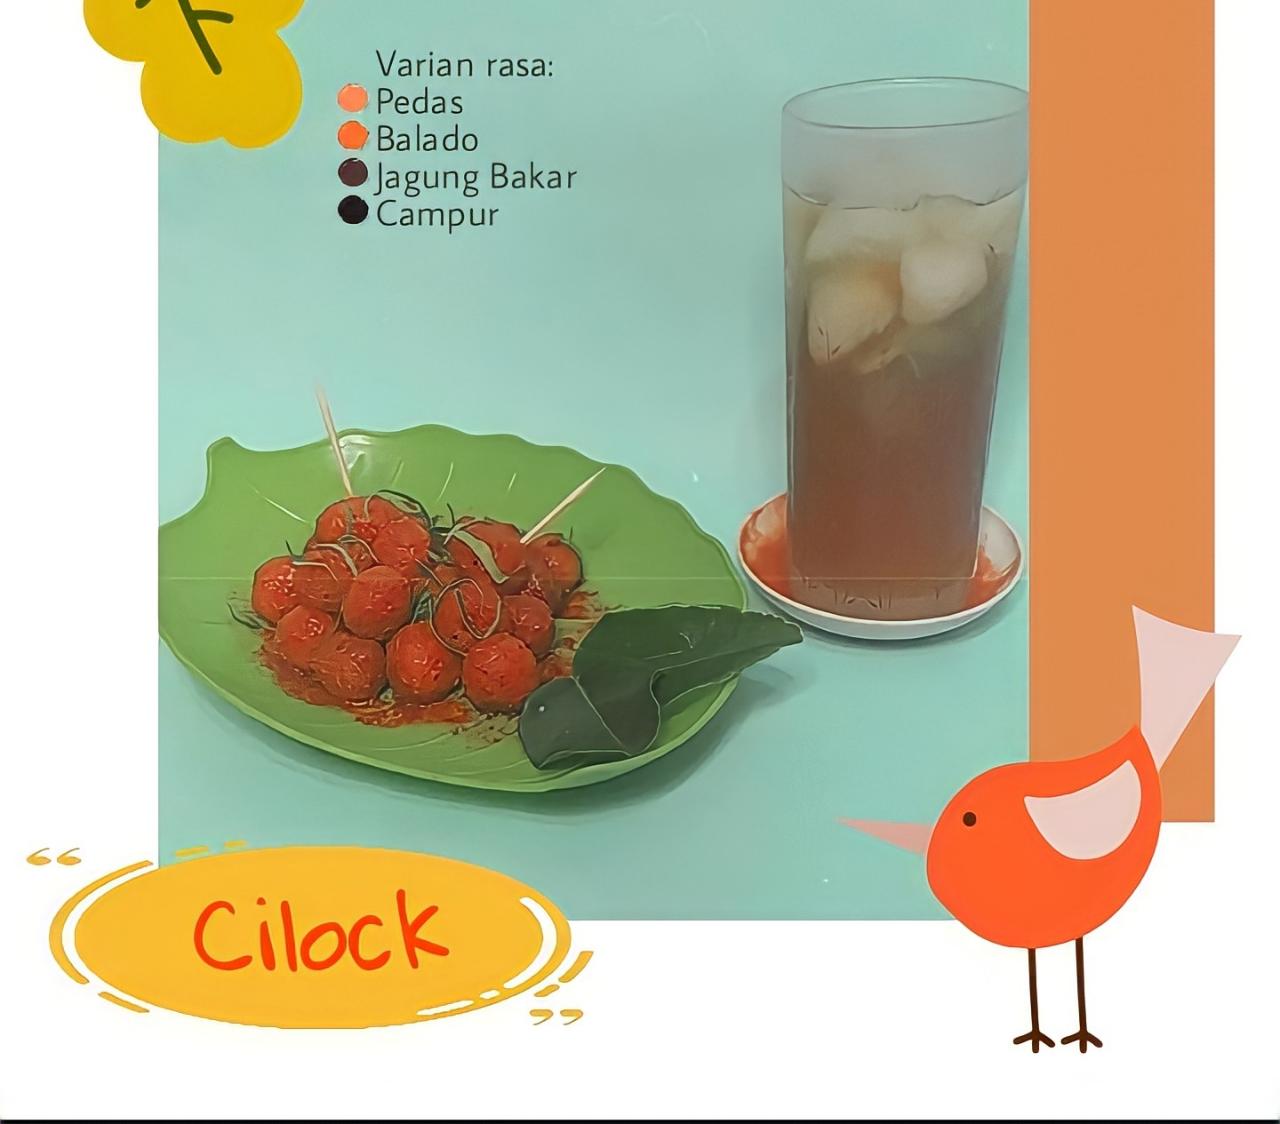 Varian rasa:
Pedas
Balado
Jagung Bakar
Campur
“ Cilock ”